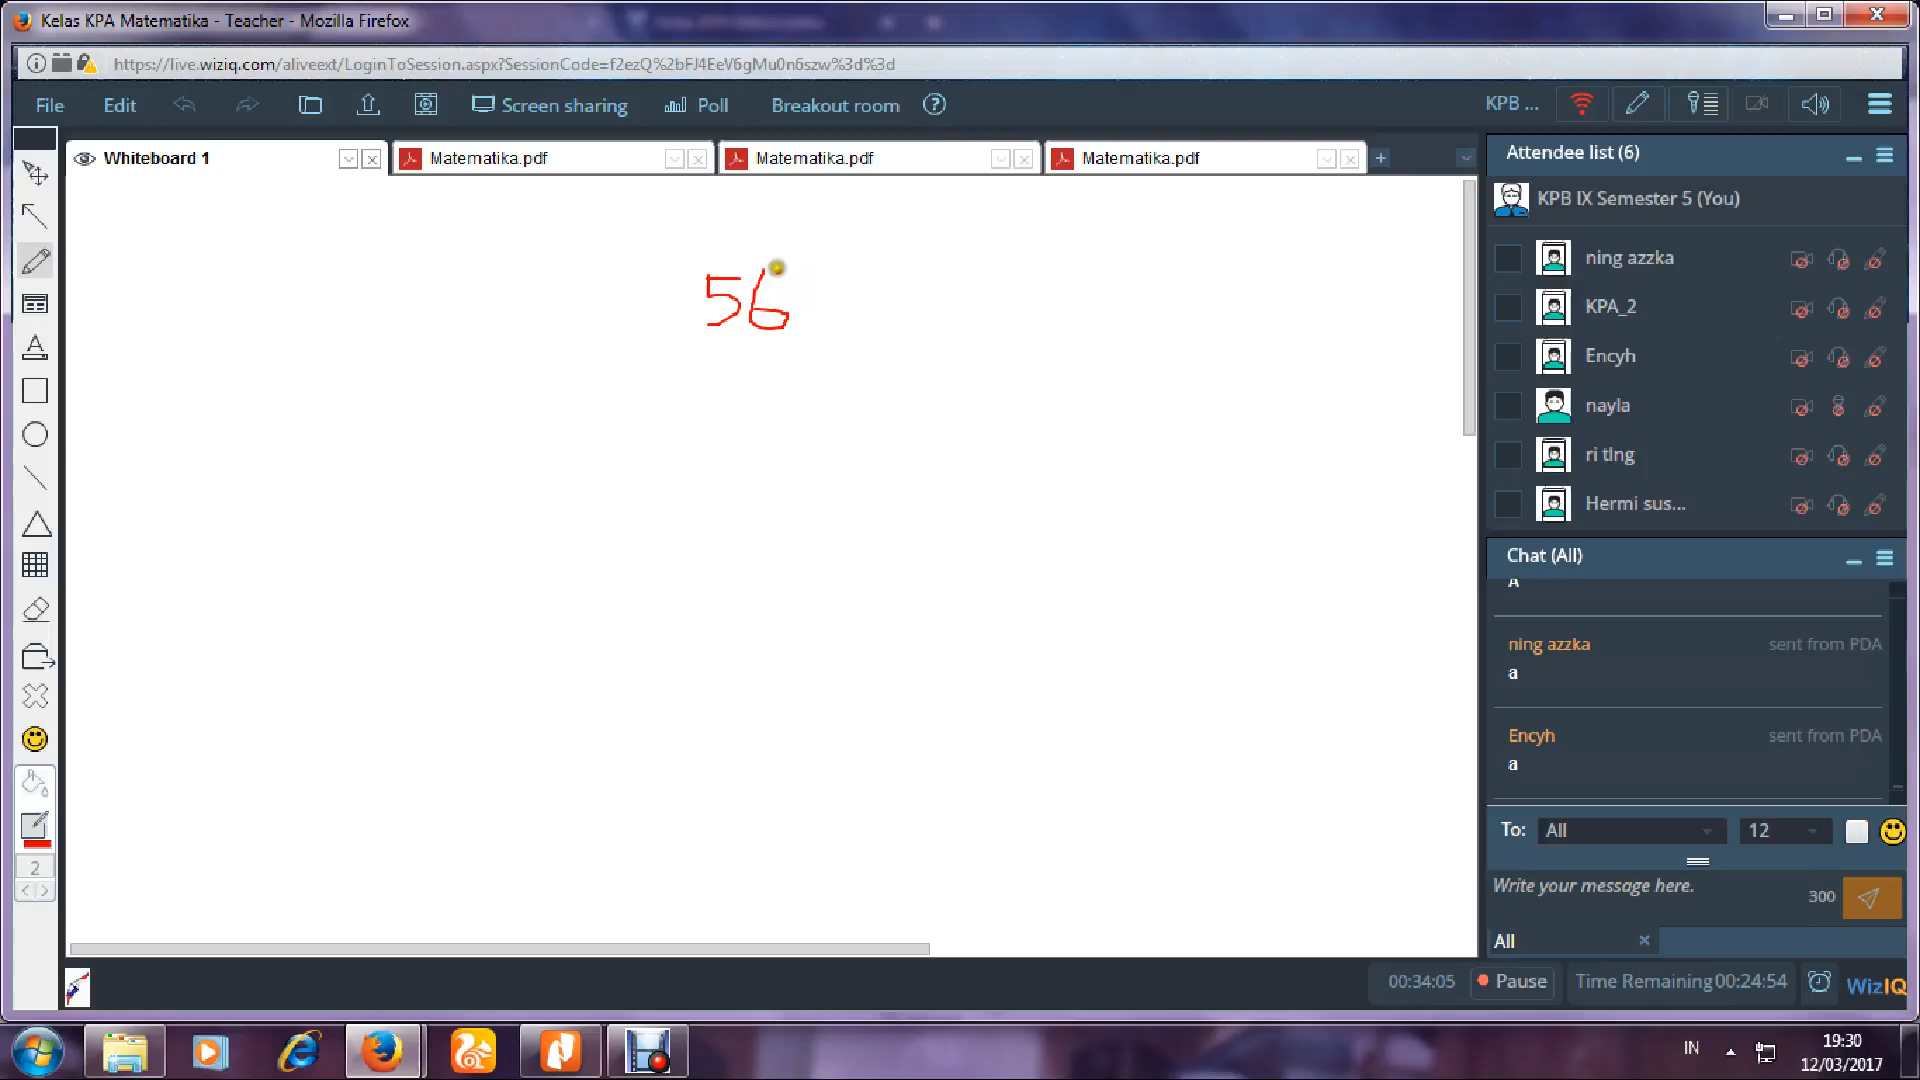 Kelas KPA Matematika - Teacher - Mozilla Firefox
https://live.wiziq.com/aliveext/LoginToSession.aspx?SessionCode=f2ezQ%2bFJ4EeV6gMu0n6szw%3d%3d
File Edit Screen sharing Poll Breakout room ? KPB ...
Whiteboard 1 Matematika.pdf Matematika.pdf Matematika.pdf +
56
Attendee list (6)
KPB IX Semester 5 (You)
ning azzka
KPA_2
Encyh
nayla
ri tlng
Hermi sus...
Chat (All)
A
ning azzka sent from PDA
a
Encyh sent from PDA
a
To: All 12
Write your message here. 300
All
2
00:34:05 Pause Time Remaining 00:24:54 WizIQ
IN 19:30
12/03/2017